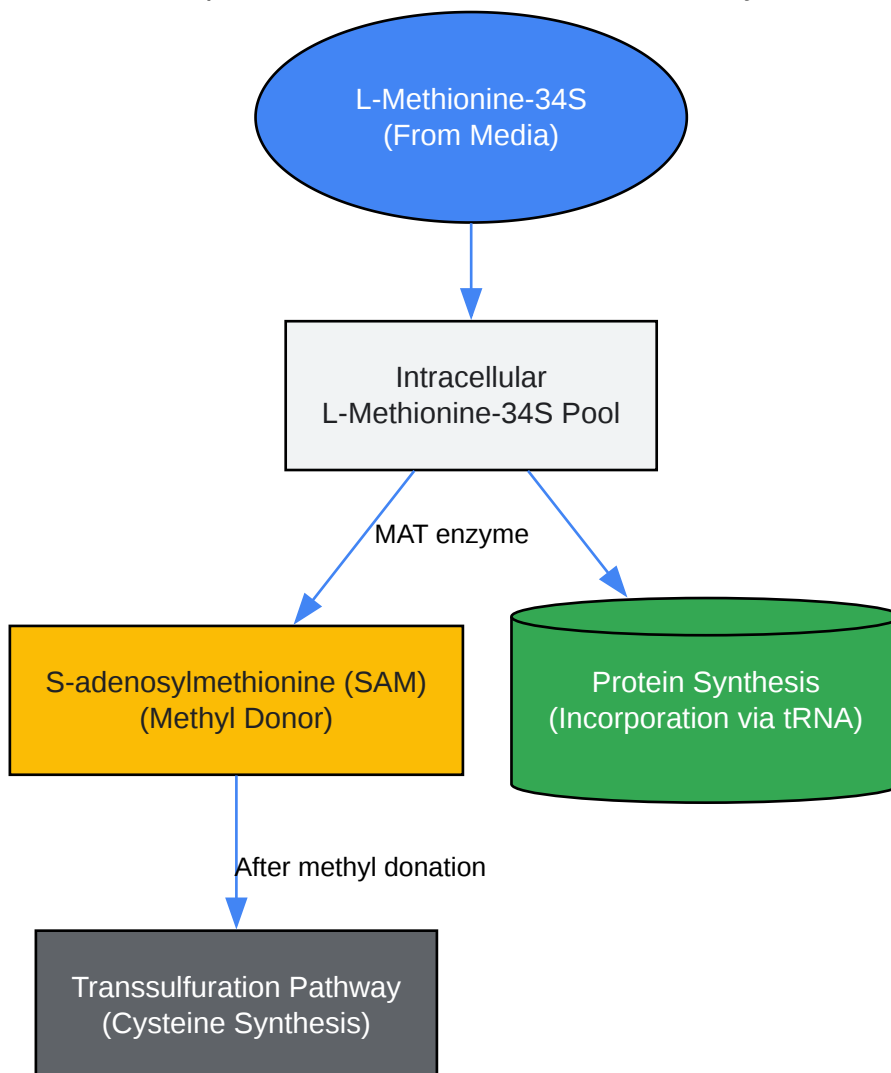 L-Methionine-34S
(From Media)
Intracellular
L-Methionine-34S Pool
MAT enzyme
S-adenosylmethionine (SAM)
(Methyl Donor)
Protein Synthesis
(Incorporation via tRNA)
After methyl donation
Transsulfuration Pathway
(Cysteine Synthesis)